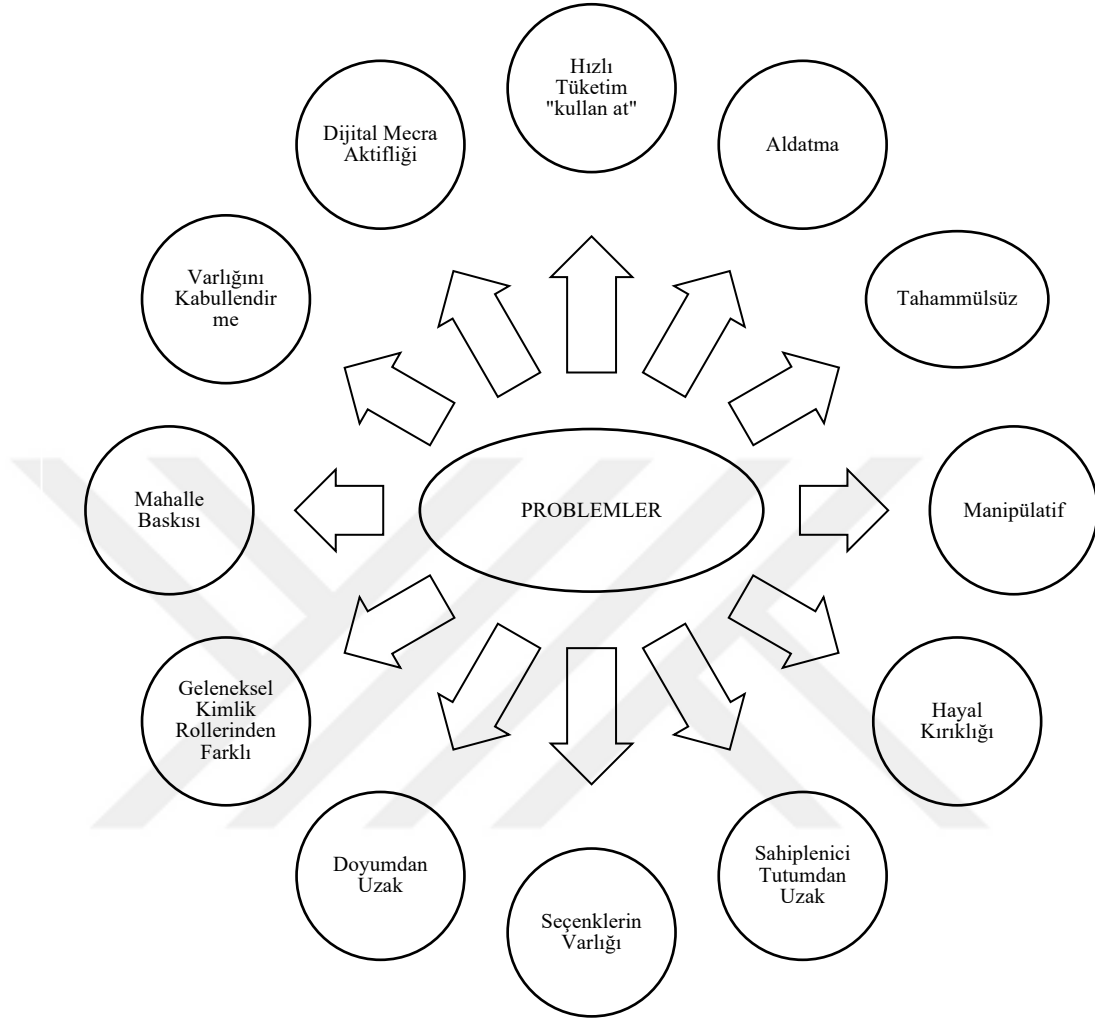 Hızlı
Tüketim
"kullan at"
Aldatma
Tahammülsüz
Manipülatif
Hayal
Kırıklığı
Sahiplenici
Tutumdan
Uzak
Seçenklerin
Varlığı
Doyumdan
Uzak
Geleneksel
Kimlik
Rollerinden
Farklı
Mahalle
Baskısı
Varlığını
Kabullendir
me
Dijital Mecra
Aktifliği
PROBLEMLER